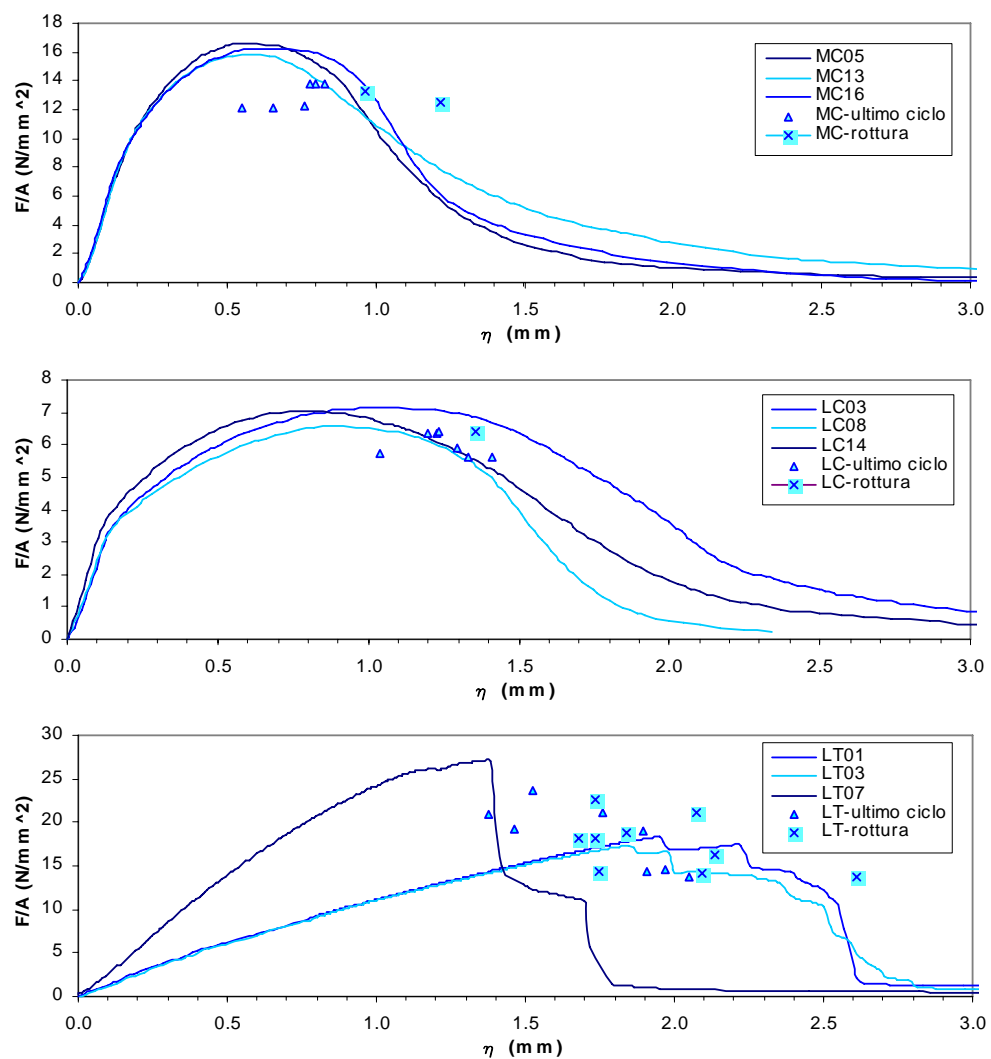 18
16
14
12
10
8
6
4
2
0
F/A (N/mm^2)
MC05
MC13
MC16
MC-ultimo ciclo
MC-rottura
0.0 0.5 1.0 1.5 2.0 2.5 3.0
η (mm)
8
7
6
5
4
3
2
1
0
F/A (N/mm^2)
LC03
LC08
LC14
LC-ultimo ciclo
LC-rottura
0.0 0.5 1.0 1.5 2.0 2.5 3.0
η (mm)
30
25
20
15
10
5
0
F/A (N/mm^2)
LT01
LT03
LT07
LT-ultimo ciclo
LT-rottura
0.0 0.5 1.0 1.5 2.0 2.5 3.0
η (mm)